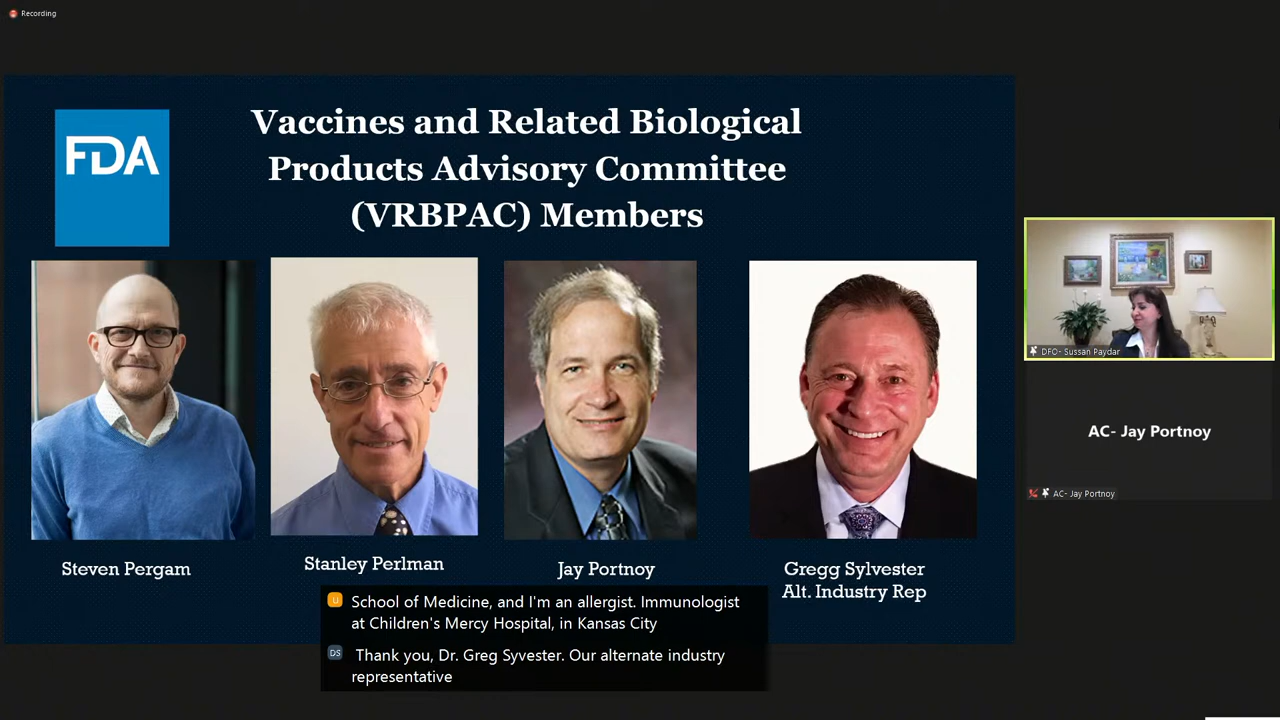 Recording
FDA
Vaccines and Related Biological
Products Advisory Committee
(VRBPAC) Members
Steven Pergam
Stanley Perlman
Jay Portnoy
Gregg Sylvester
Alt. Industry Rep
U
School of Medicine, and I'm an allergist. Immunologist
at Children's Mercy Hospital, in Kansas City
DS
Thank you, Dr. Greg Syvester. Our alternate industry
representative
DFO- Sussan Paydar
AC- Jay Portnoy
AC- Jay Portnoy